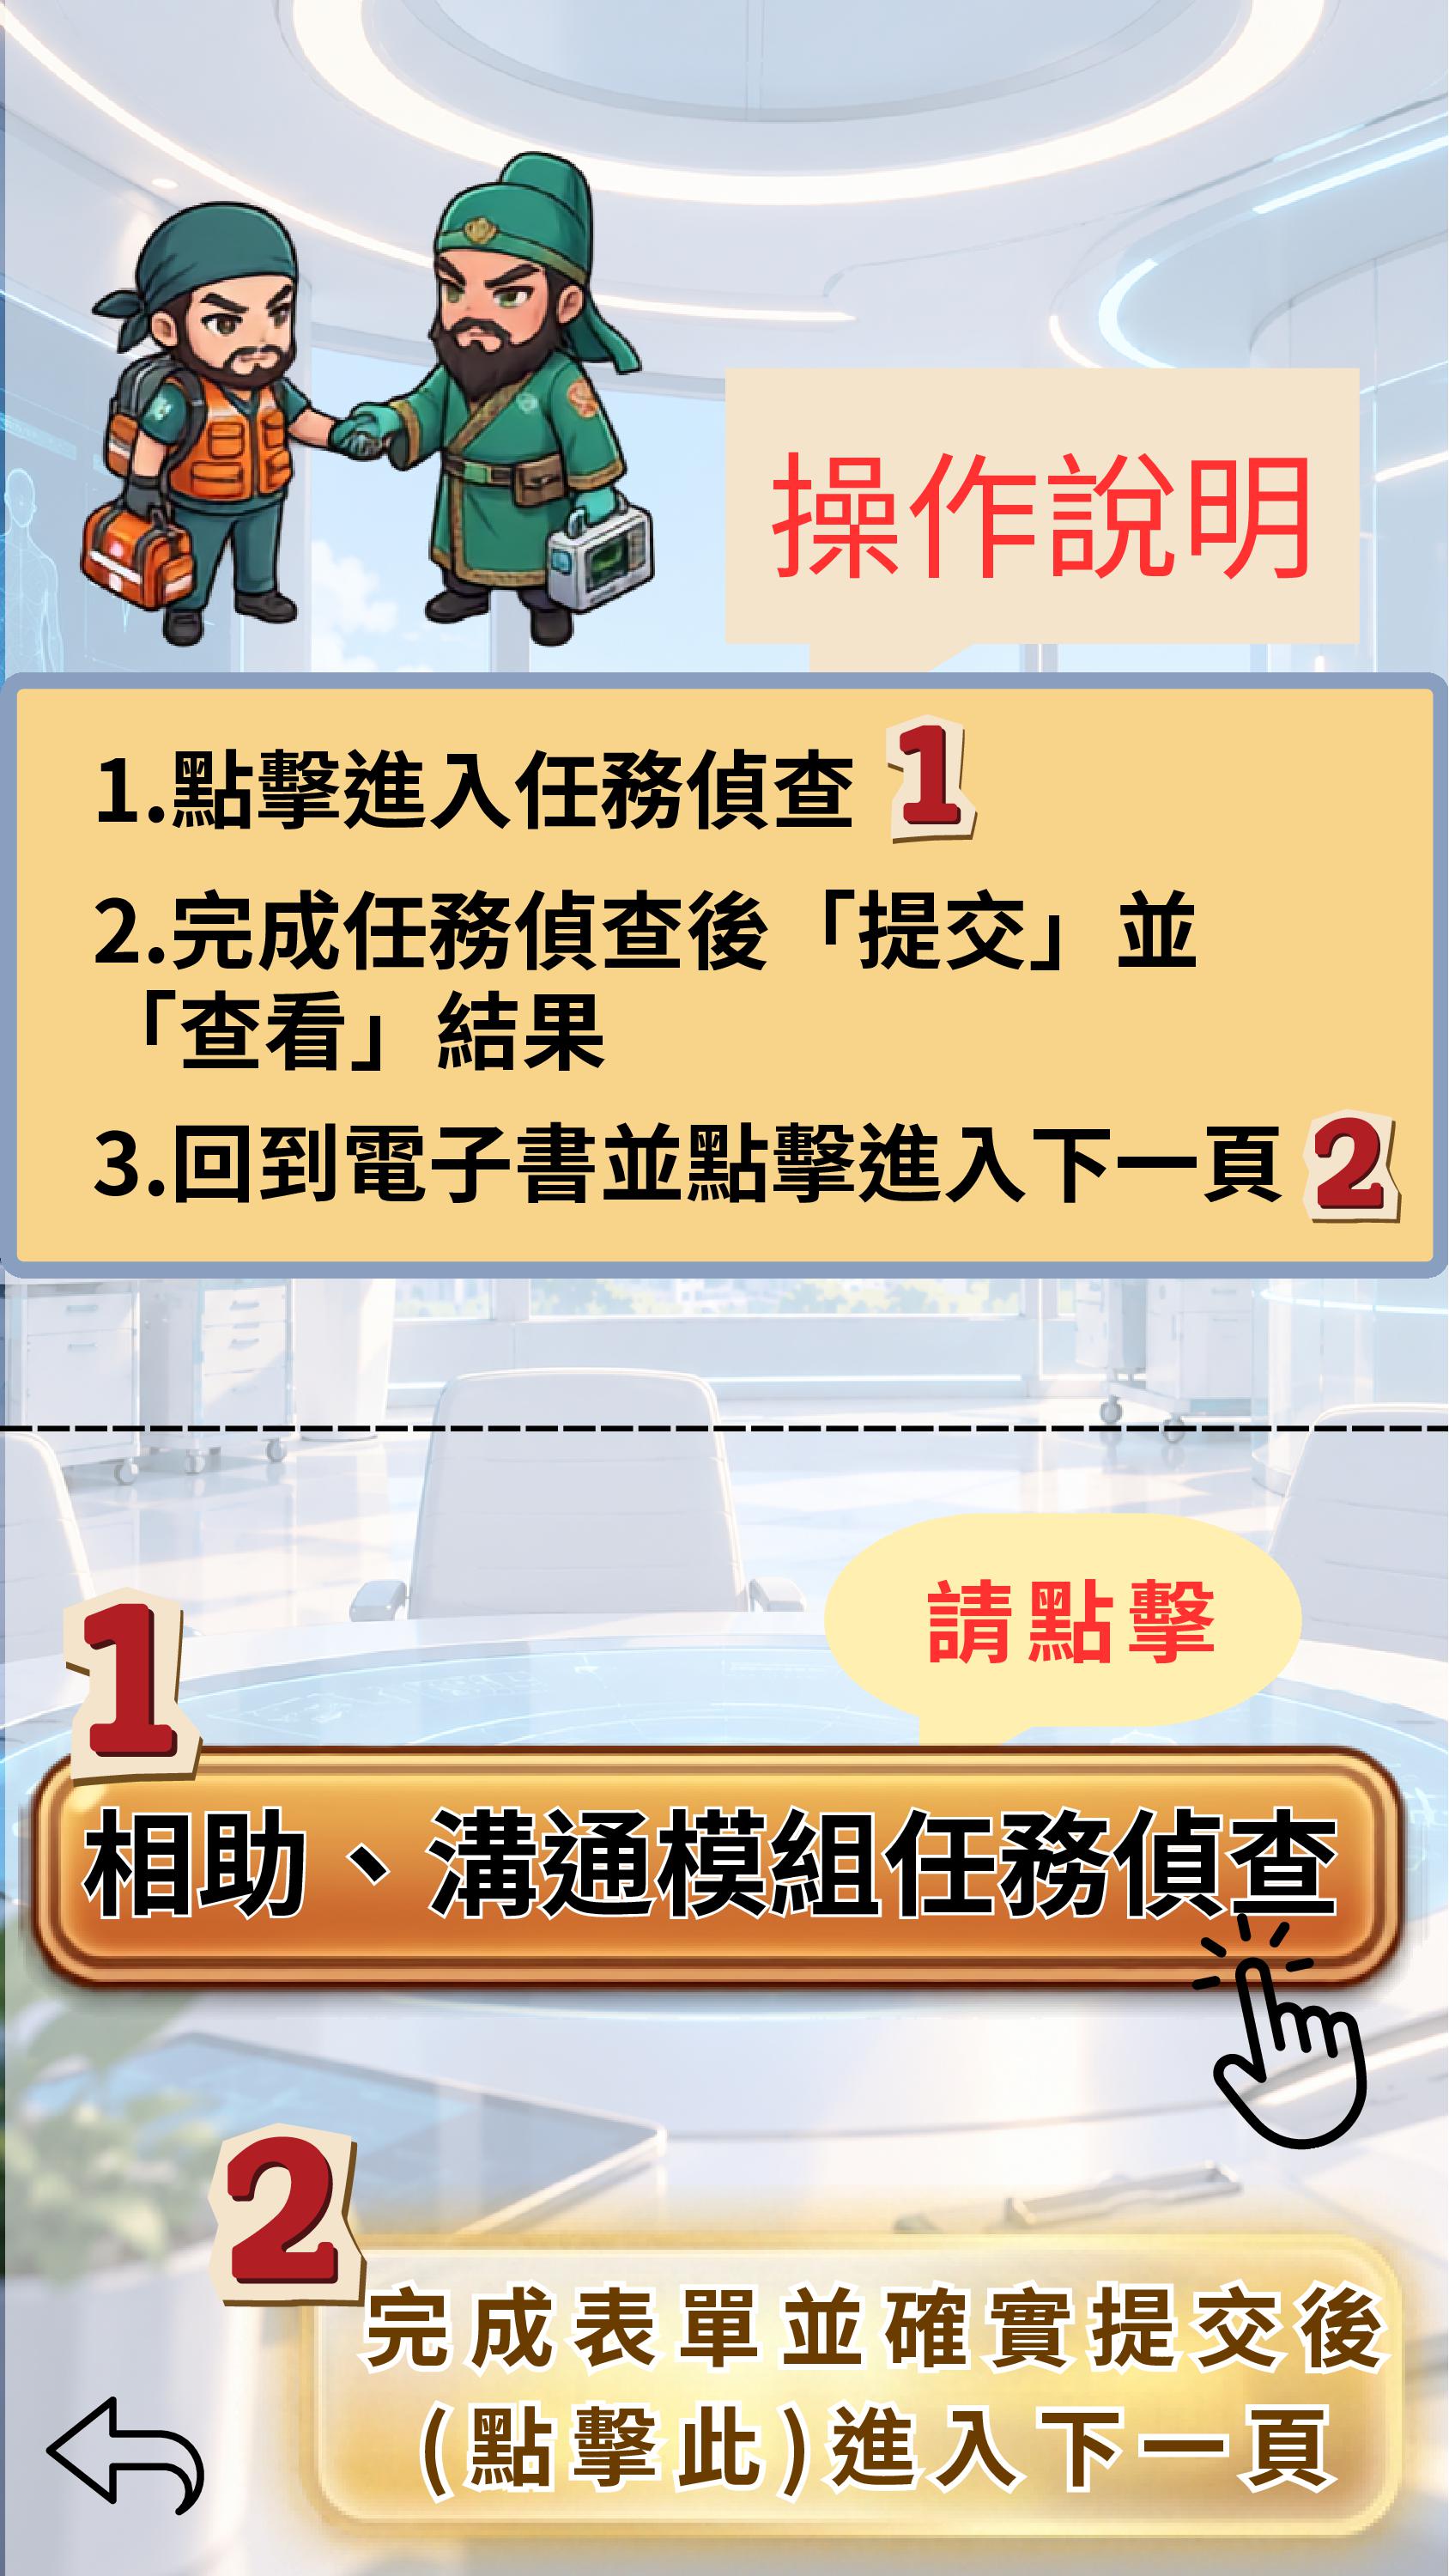 操作說明
1.點擊進入任務偵查 1
2.完成任務偵查後「提交」並
「查看」結果
3.回到電子書並點擊進入下一頁 2
請點擊
1
相助、溝通模組任務偵查
2
完成表單並確實提交後
(點擊此)進入下一頁